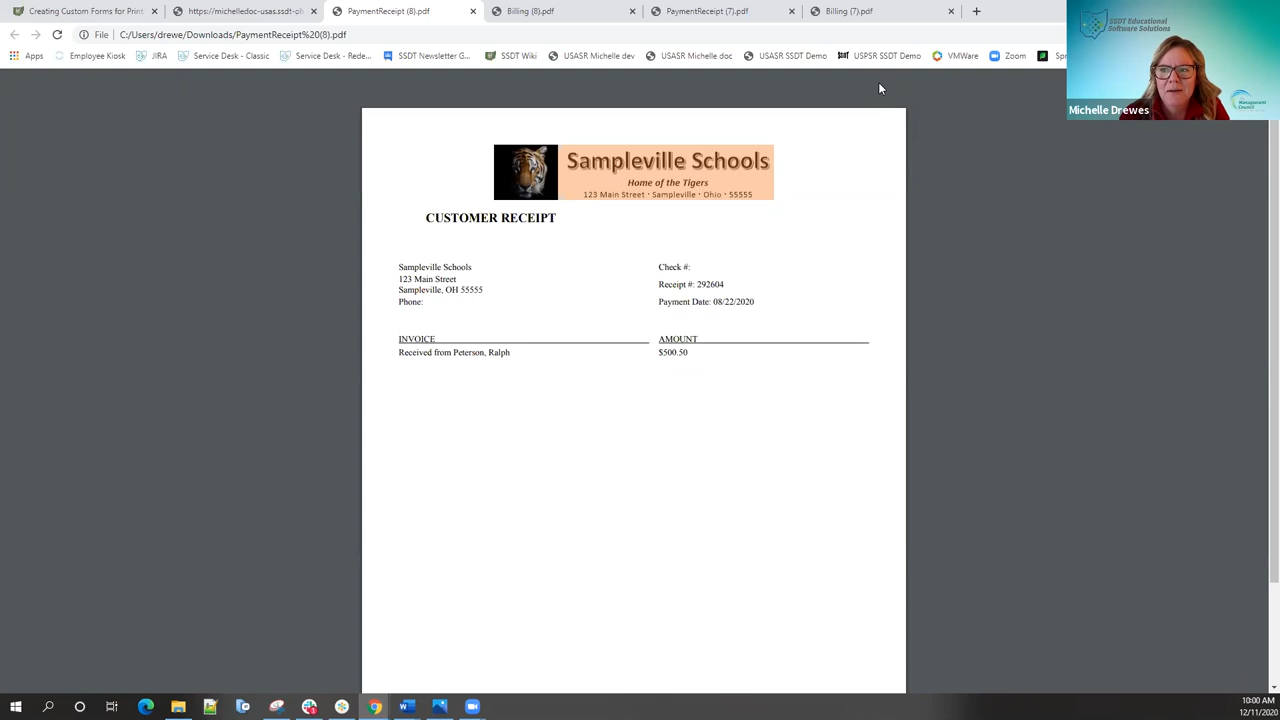 Creating Custom Forms for Print
https://michelledoc-usas.ssdt-oh
PaymentReceipt (8).pdf
Billing (8).pdf
PaymentReceipt (7).pdf
Billing (7).pdf
File
C:/Users/drewe/Downloads/PaymentReceipt%20(8).pdf
Apps
Employee Kiosk
JIRA
Service Desk - Classic
Service Desk - Rede...
SSDT Newsletter G...
SSDT Wiki
USASR Michelle dev
USASR Michelle doc
USASR SSDT Demo
USPSR SSDT Demo
VMWare
Zoom
SSDT Educational
Software Solutions
Management
Council
Michelle Drewes
Sampleville Schools
Home of the Tigers
123 Main Street · Sampleville · Ohio · 55555
CUSTOMER RECEIPT
Sampleville Schools
123 Main Street
Sampleville, OH 55555
Phone:
Check #:
Receipt #: 292604
Payment Date: 08/22/2020
INVOICE
AMOUNT
Received from Peterson, Ralph
$500.50
10:00 AM
12/11/2020